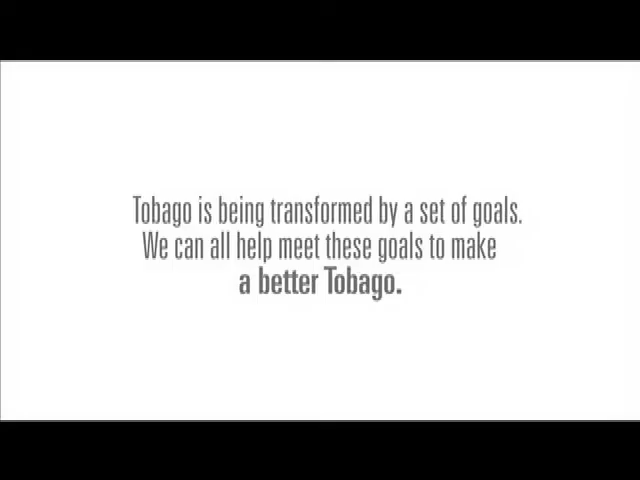 Tobago is being transformed by a set of goals.
We can all help meet these goals to make
a better Tobago.